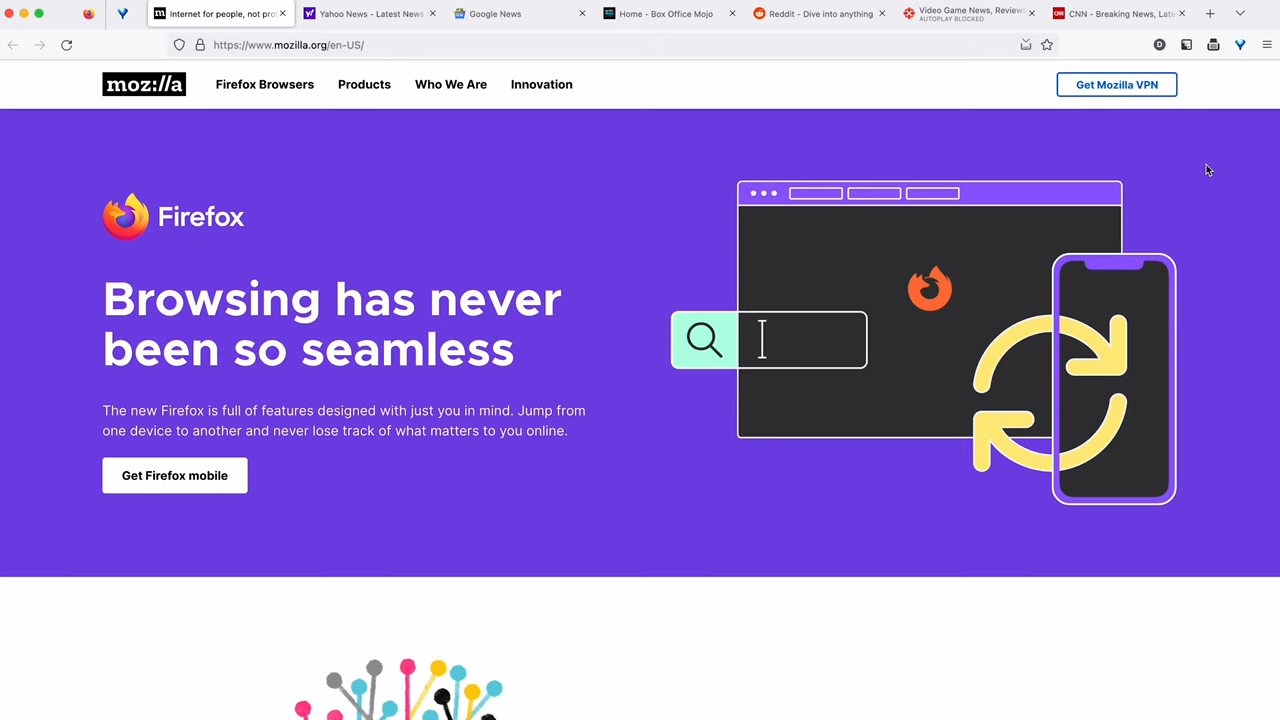 Internet for people, not prof
Yahoo News - Latest News
Google News
Home - Box Office Mojo
Reddit - Dive into anything
Video Game News, Reviews
AUTOPLAY BLOCKED
CNN - Breaking News, Late
https://www.mozilla.org/en-US/
moz://a
Firefox Browsers
Products
Who We Are
Innovation
Get Mozilla VPN
Firefox
Browsing has never
been so seamless
The new Firefox is full of features designed with just you in mind. Jump from
one device to another and never lose track of what matters to you online.
Get Firefox mobile